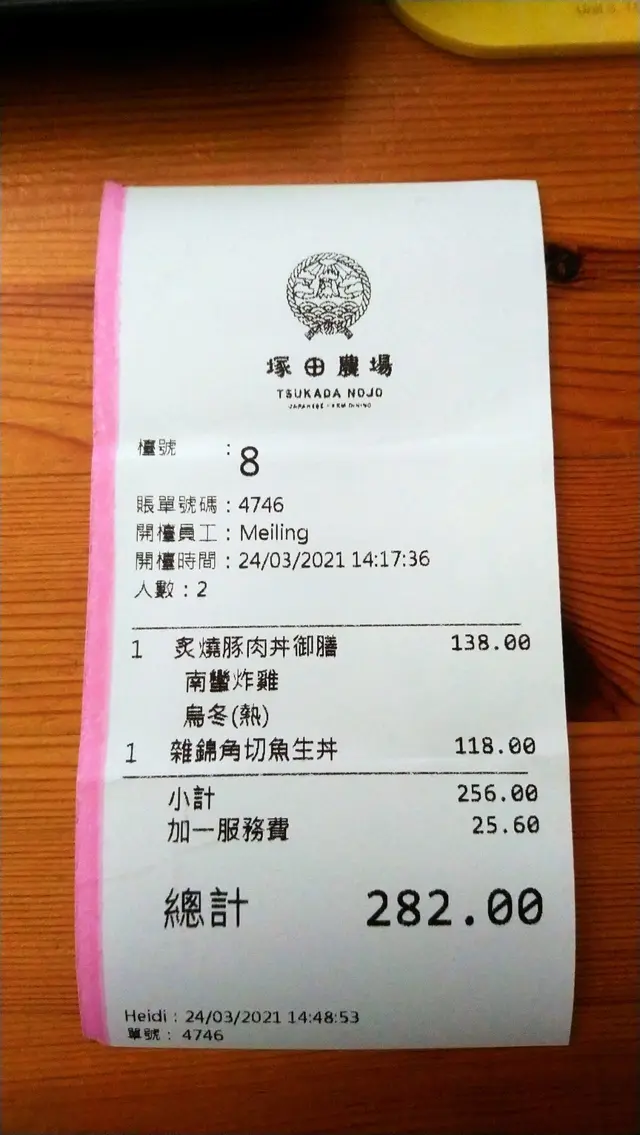 塚田農場
TSUKADA NOJO
檯號 : 8
賬單號碼 : 4746
開檯員工 : Meiling
開檯時間 : 24/03/2021 14:17:36
人數 : 2
1 炙燒豚肉丼御膳 138.00
南蠻炸雞
烏冬(熱)
1 雜錦角切魚生丼 118.00
小計 256.00
加一服務費 25.60
總計 282.00
Heidi : 24/03/2021 14:48:53
單號 : 4746